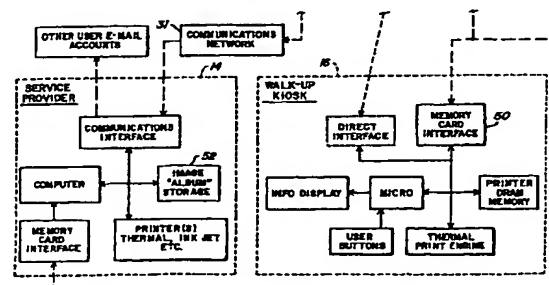 OTHER USER E-MAIL
ACCOUNTS
31
COMMUNICATIONS
NETWORK
14
SERVICE
PROVIDER
COMMUNICATIONS
INTERFACE
52
COMPUTER
IMAGE
"ALBUM"
STORAGE
MEMORY
CARD
INTERFACE
PRINTER(S)
THERMAL, INK JET
ETC.
16
WALK-UP
KIOSK
50
DIRECT
INTERFACE
MEMORY
CARD
INTERFACE
INFO DISPLAY
MICRO
PRINTER
DRAM
MEMORY
USER
BUTTONS
THERMAL
PRINT ENGINE